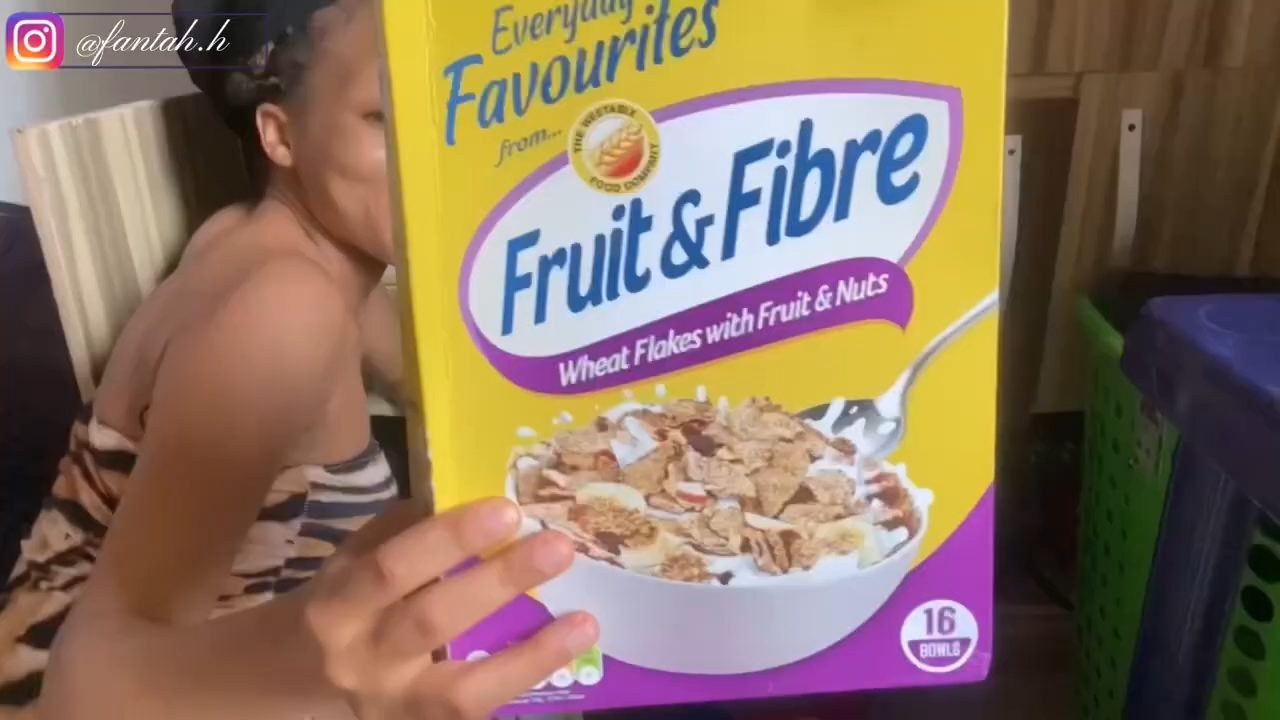 @fantah.h
Everyday
Favourites
from...
THE WEETABIX
FOOD COMPANY
Fruit & Fibre
Wheat Flakes with Fruit & Nuts
16
BOWLS